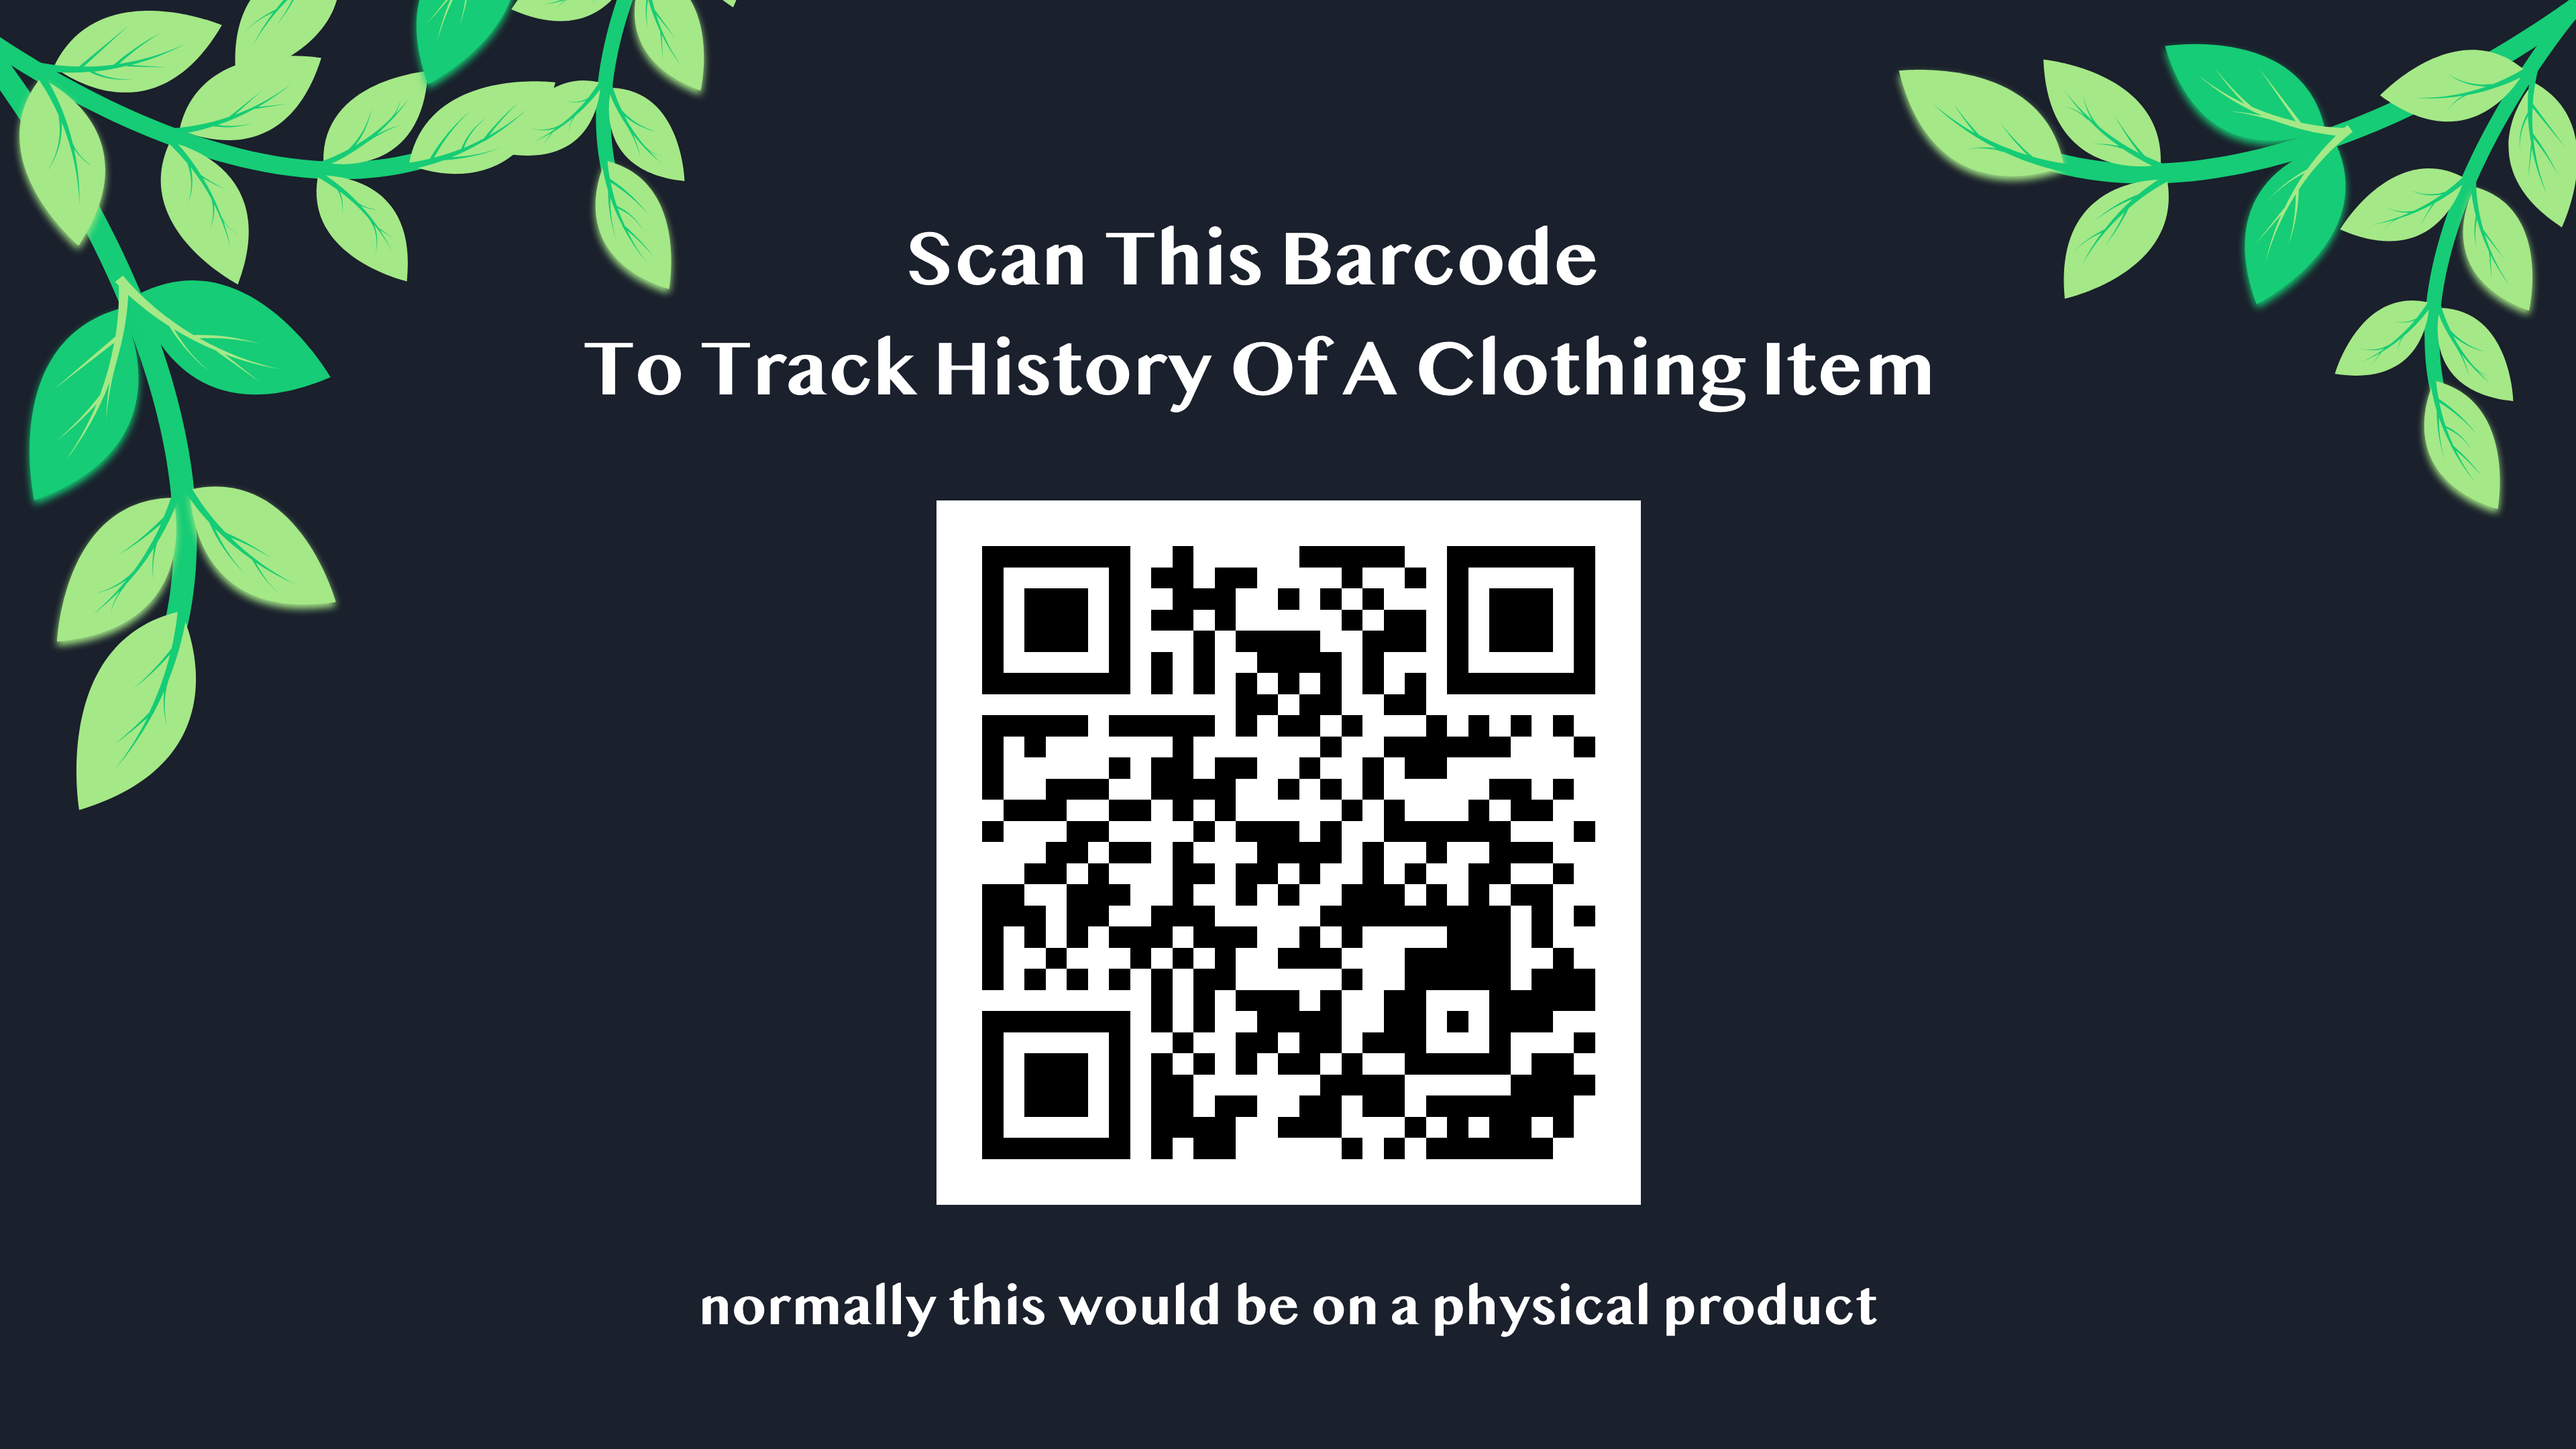 Scan This Barcode
To Track History Of A Clothing Item
normally this would be on a physical product